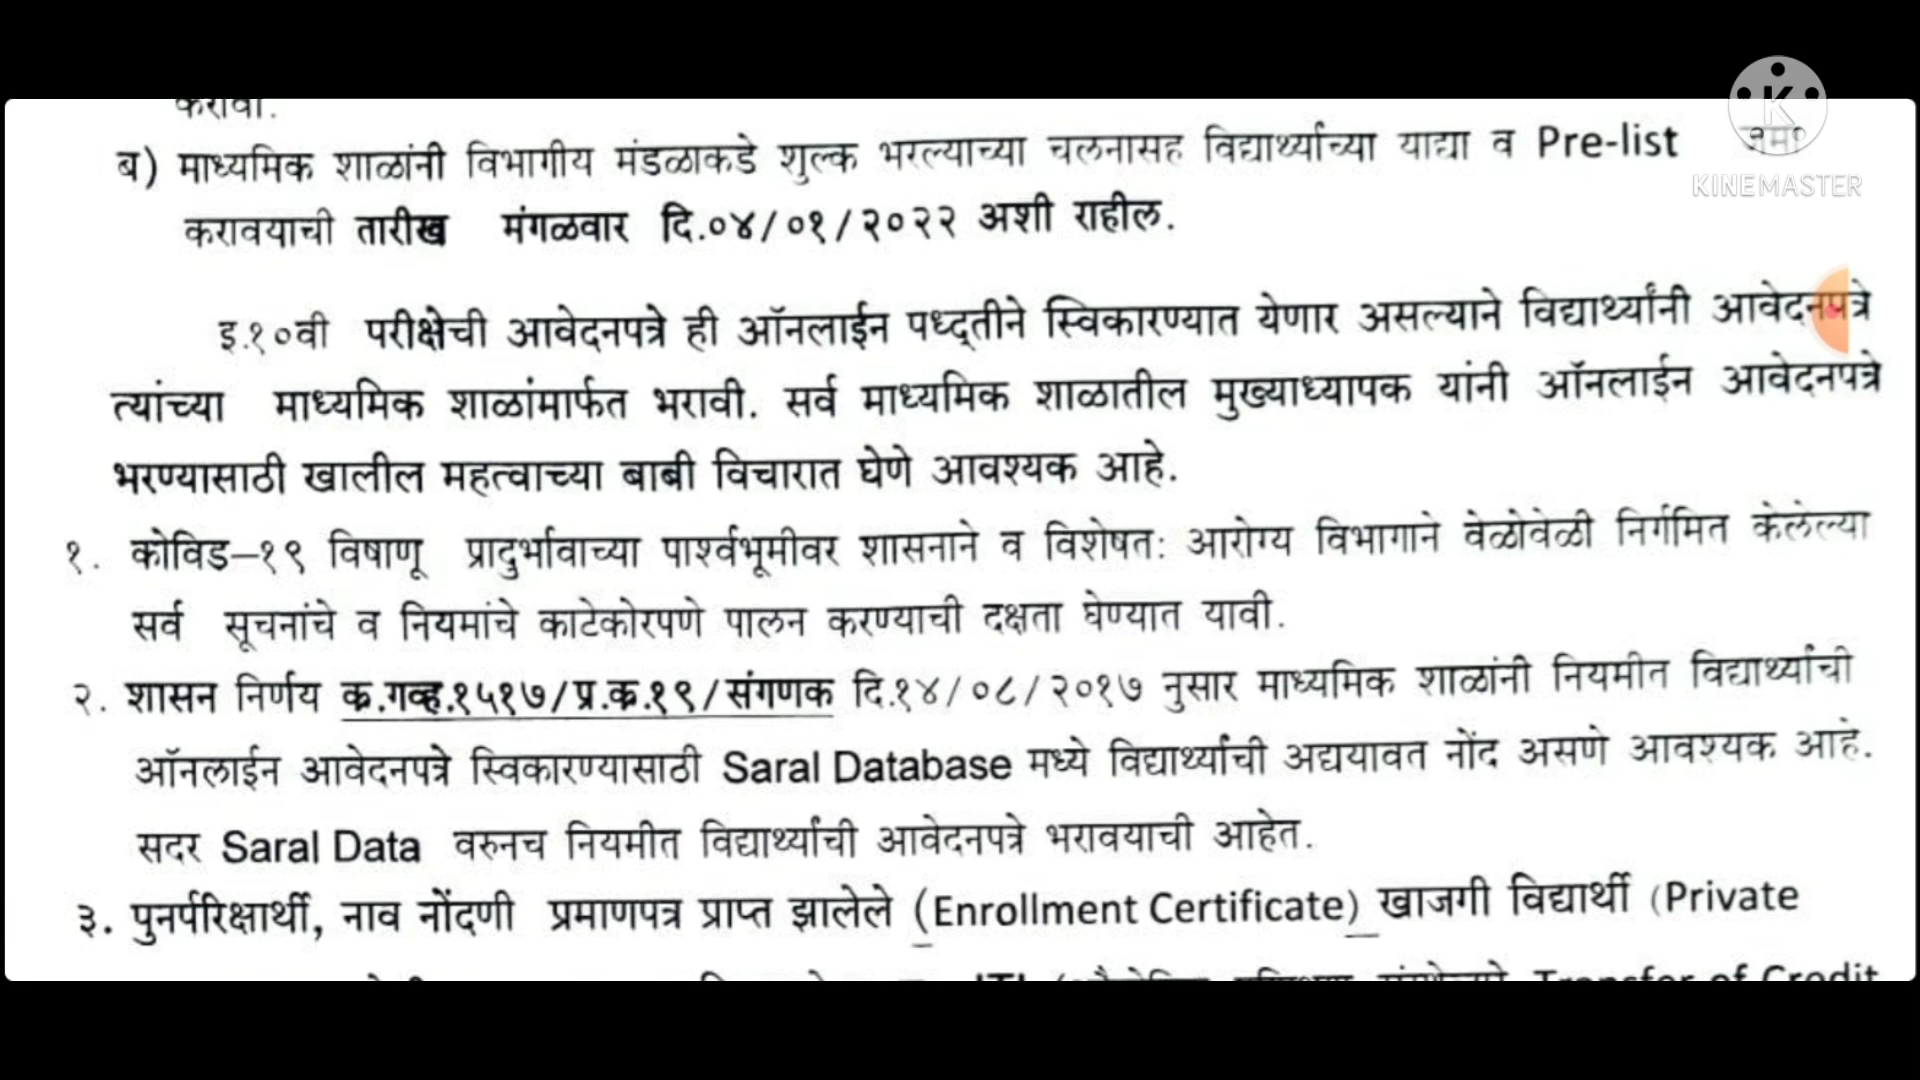 करावी.
ब) माध्यमिक शाळांनी विभागीय मंडळाकडे शुल्क भरल्याच्या चलनासह विद्यार्थ्यांच्या याद्या व Pre-list जमा
करावयाची तारीख मंगळवार दि.०४/०१/२०२२ अशी राहील.
इ.१०वी परीक्षेची आवेदनपत्रे ही ऑनलाईन पध्द्तीने स्विकारण्यात येणार असल्याने विद्यार्थ्यांनी आवेदनपत्रे
त्यांच्या माध्यमिक शाळांमार्फत भरावी. सर्व माध्यमिक शाळातील मुख्याध्यापक यांनी ऑनलाईन आवेदनपत्रे
भरण्यासाठी खालील महत्वाच्या बाबी विचारात घेणे आवश्यक आहे.
१. कोविड–१९ विषाणू प्रादुर्भावाच्या पार्श्वभूमीवर शासनाने व विशेषत: आरोग्य विभागाने वेळोवेळी निर्गमित केलेल्या
सर्व सूचनांचे व नियमांचे काटेकोरपणे पालन करण्याची दक्षता घेण्यात यावी.
२. शासन निर्णय क्र.गव्ह.१५१७/प्र.क्र.१९/संगणक दि.१४/०८/२०१७ नुसार माध्यमिक शाळांनी नियमीत विद्यार्थ्यांची
ऑनलाईन आवेदनपत्रे स्विकारण्यासाठी Saral Database मध्ये विद्यार्थ्यांची अद्ययावत नोंद असणे आवश्यक आहे.
सदर Saral Data वरुनच नियमीत विद्यार्थ्यांची आवेदनपत्रे भरावयाची आहेत.
३. पुनर्परिक्षार्थी, नाव नोंदणी प्रमाणपत्र प्राप्त झालेले (Enrollment Certificate) खाजगी विद्यार्थी (Private
Transfer of Credit
KINEMASTER